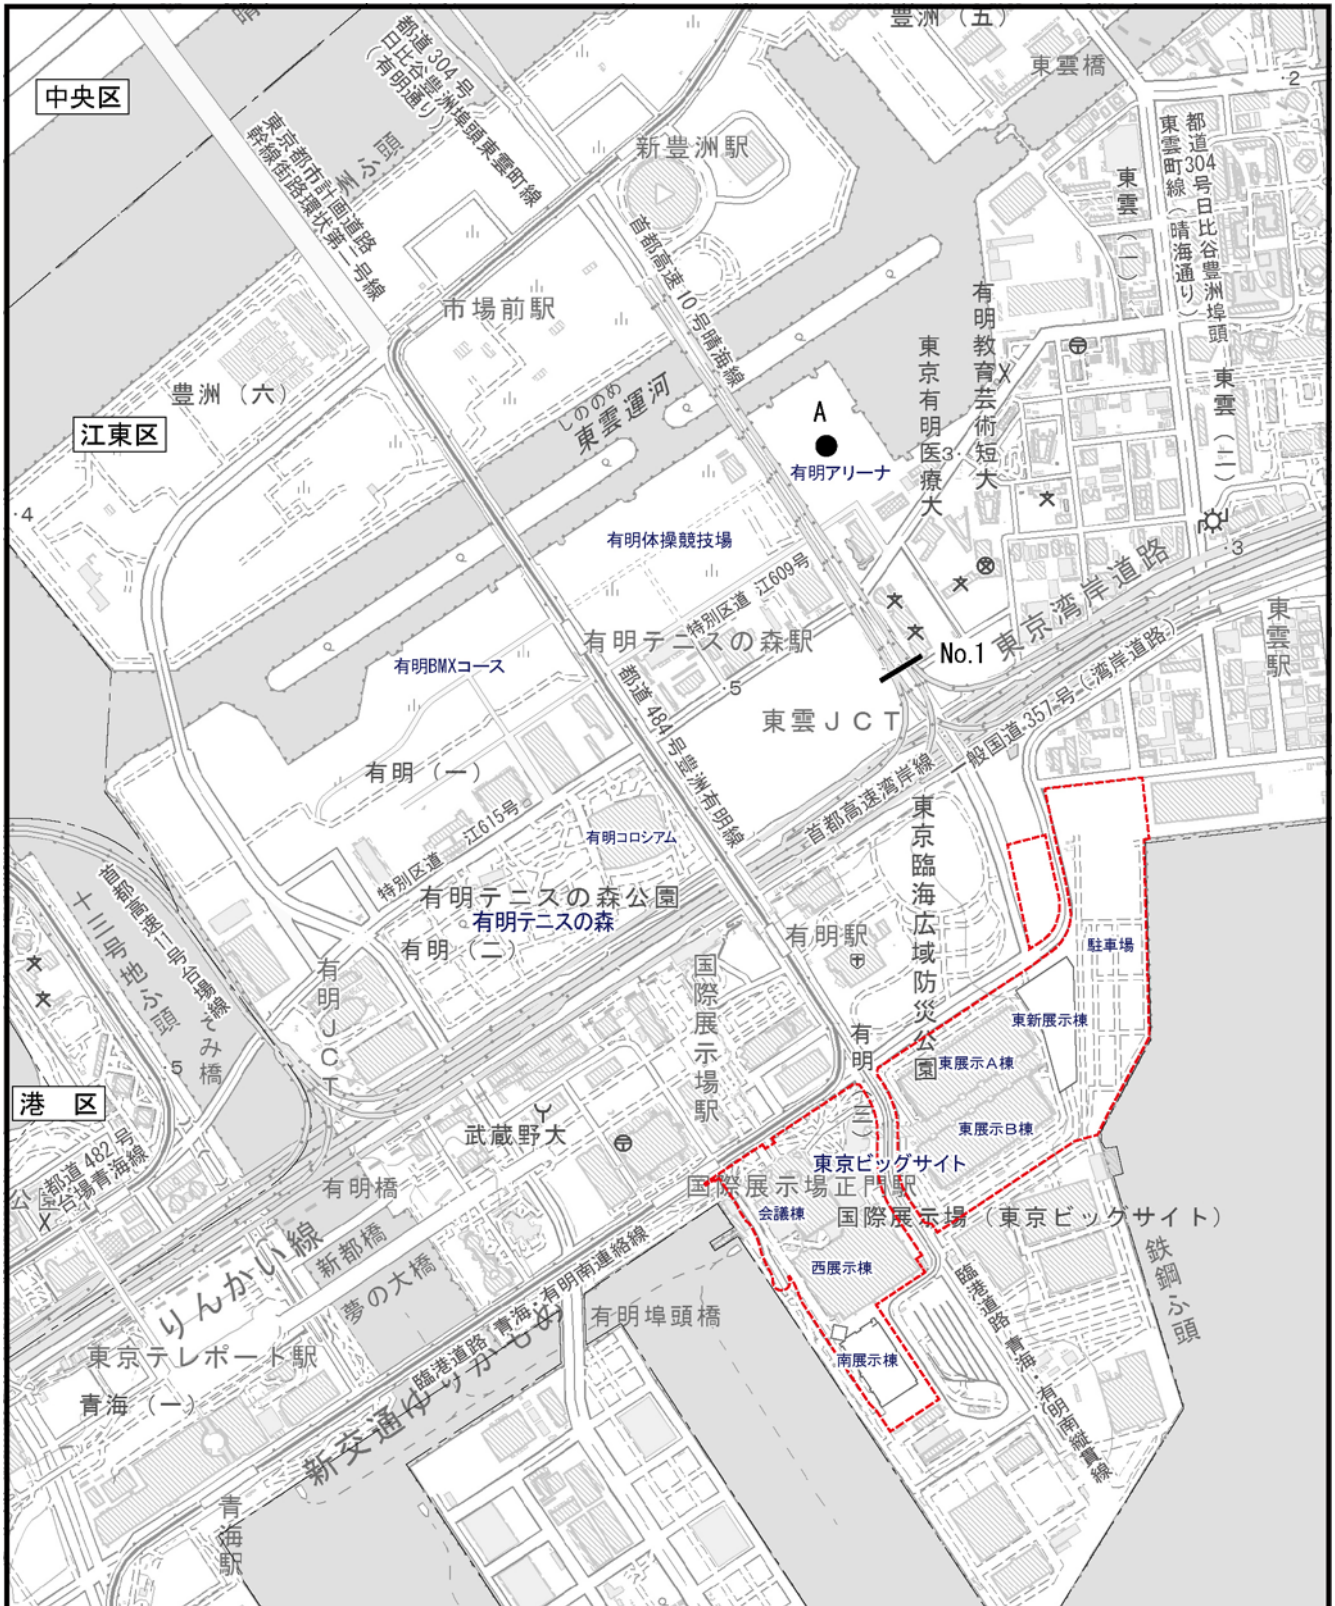 豊洲（五）
東雲橋
中央区
都道304号
（日比谷豊洲埠頭東雲町線
（有明通り）
・2
東京都市計画道路
幹線街路環状第二号線
州ふ頭
新豊洲駅
都道304号日比谷豊洲埠頭
東雲町線（晴海通り）
東雲（一）
首都高速10号晴海線
市場前駅
有明教育芸術短大
東京有明医療大
豊洲（六）
東雲（二）
しののめ
東雲運河
A
江東区
有明アリーナ
3・
・4
有明体操競技場
・3
特別区道 江609号
東京湾岸道路
東雲駅
有明テニスの森駅
No.1
有明BMXコース
・5
都道484号豊洲有明線
東雲JCT
一般国道357号（湾岸道路）
首都高速湾岸線
有明（一）
特別区道 江615号
有明コロシアム
東京臨海広域防災公園
有明テニスの森公園
有明テニスの森
有明（二）
首都高速11号台場線
十三号地ふ頭
有明駅
駐車場
国際展示場駅
有明JCT
のぞみ橋
東新展示棟
有明（三）
東展示A棟
・5
港 区
東展示B棟
武蔵野大
都道482号
台場青海線
公園
東京ビッグサイト
有明橋
国際展示場正門駅
会議棟
国際展示場（東京ビッグサイト）
りんかい線
新都橋
夢の大橋
西展示棟
鉄鋼ふ頭
臨港道路 青海・有明南連絡線
有明埠頭橋
臨港道路 青海・有明南縦貫線
東京テレポート駅
南展示棟
青海（一）
新交通ゆりかもめ
青海駅